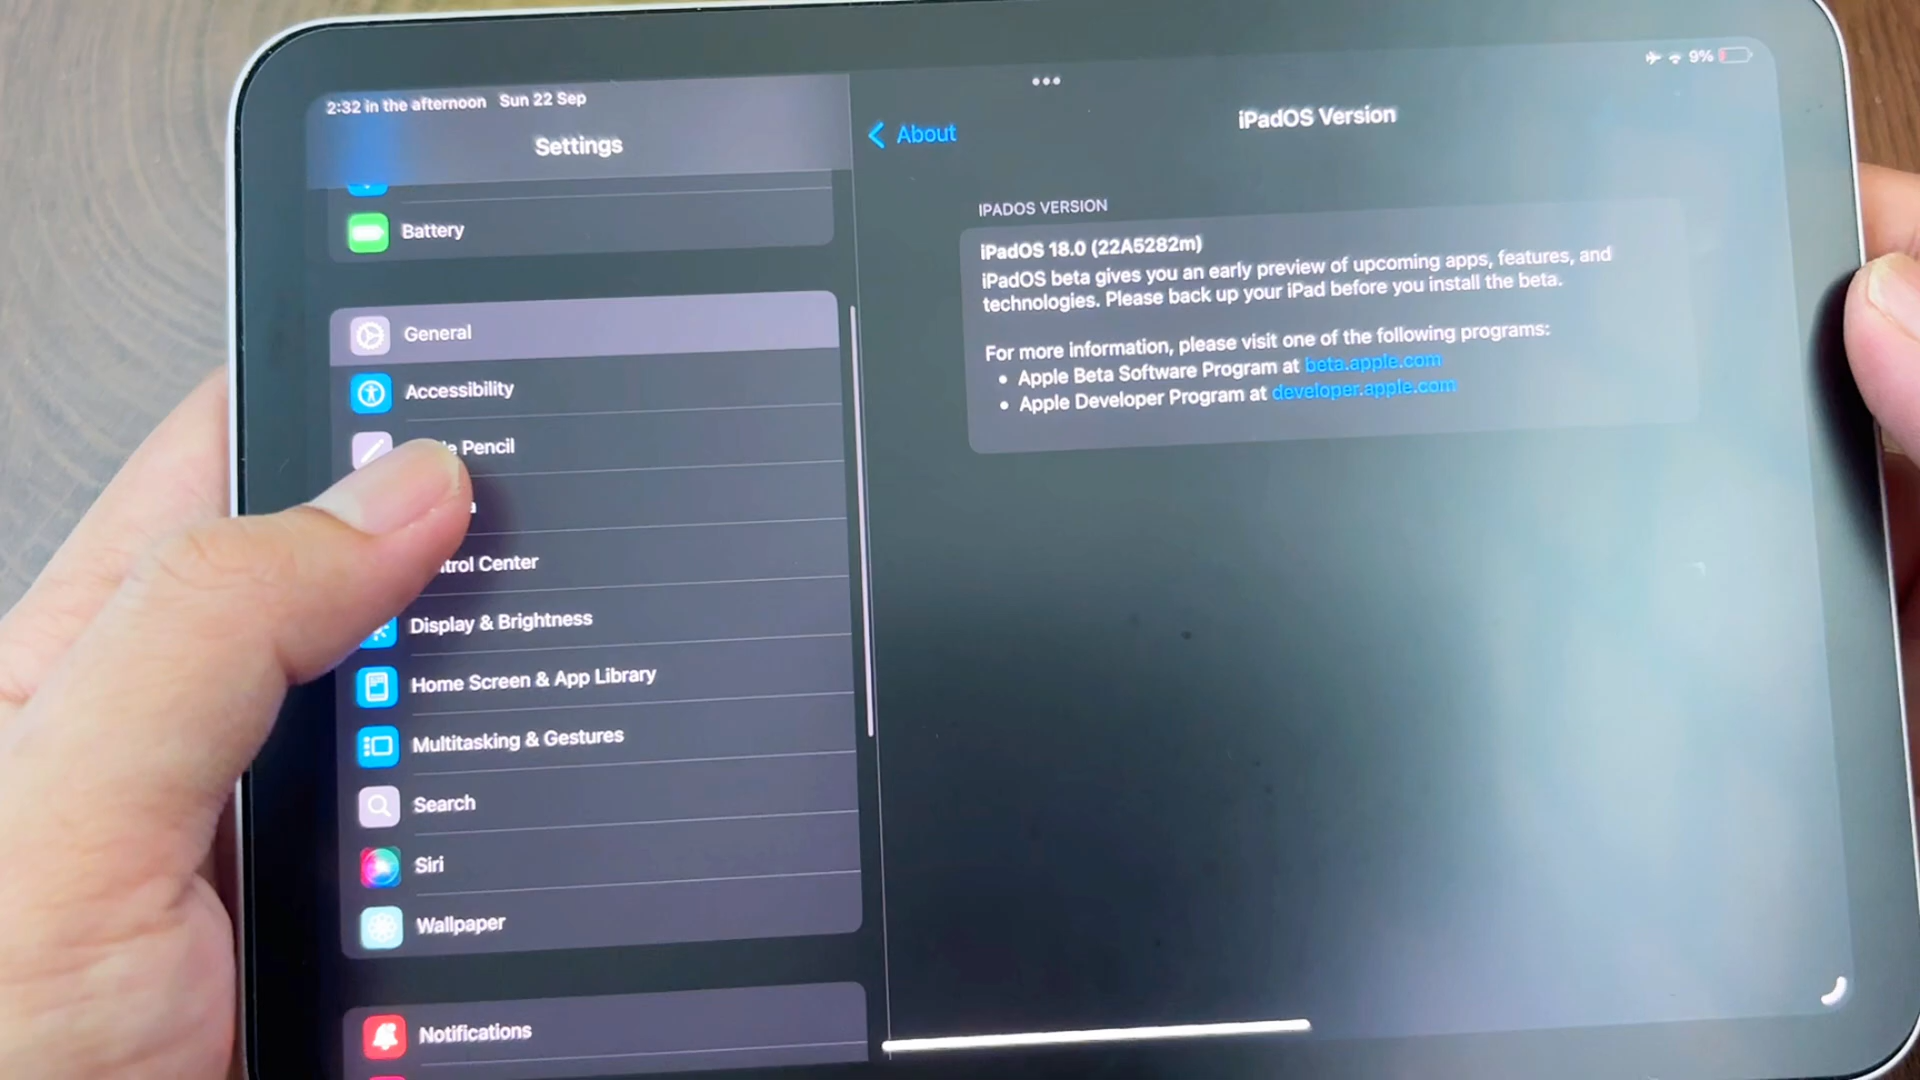 2:32 in the afternoon Sun 22 Sep
9%
Settings
Battery
General
Accessibility
Pencil
Display & Brightness
Home Screen & App Library
Multitasking & Gestures
Search
Siri
Wallpaper
Notifications
About
iPadOS Version
IPADOS VERSION
iPadOS 18.0 (22A5282m)
iPadOS beta gives you an early preview of upcoming apps, features, and
technologies. Please back up your iPad before you install the beta.
For more information, please visit one of the following programs:
• Apple Beta Software Program at beta.apple.com
• Apple Developer Program at developer.apple.com